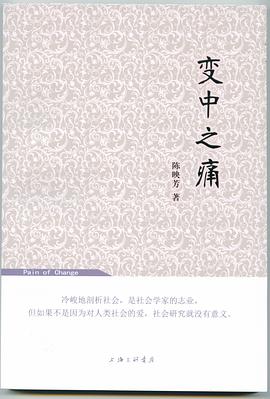 变中之痛
陈映芳 著
Pain of Change
冷峻地剖析社会，是社会学家的志业，
但如果不是因为对人类社会的爱，社会研究就没有意义。
上海三联书店